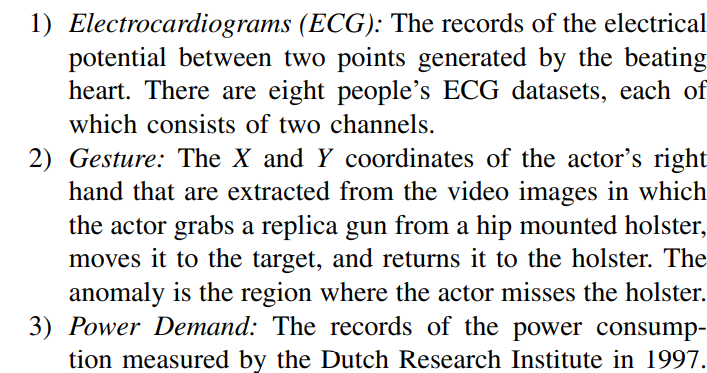 1) Electrocardiograms (ECG): The records of the electrical
potential between two points generated by the beating
heart. There are eight people's ECG datasets, each of
which consists of two channels.
2) Gesture: The X and Y coordinates of the actor's right
hand that are extracted from the video images in which
the actor grabs a replica gun from a hip mounted holster,
moves it to the target, and returns it to the holster. The
anomaly is the region where the actor misses the holster.
3) Power Demand: The records of the power consump-
tion measured by the Dutch Research Institute in 1997.